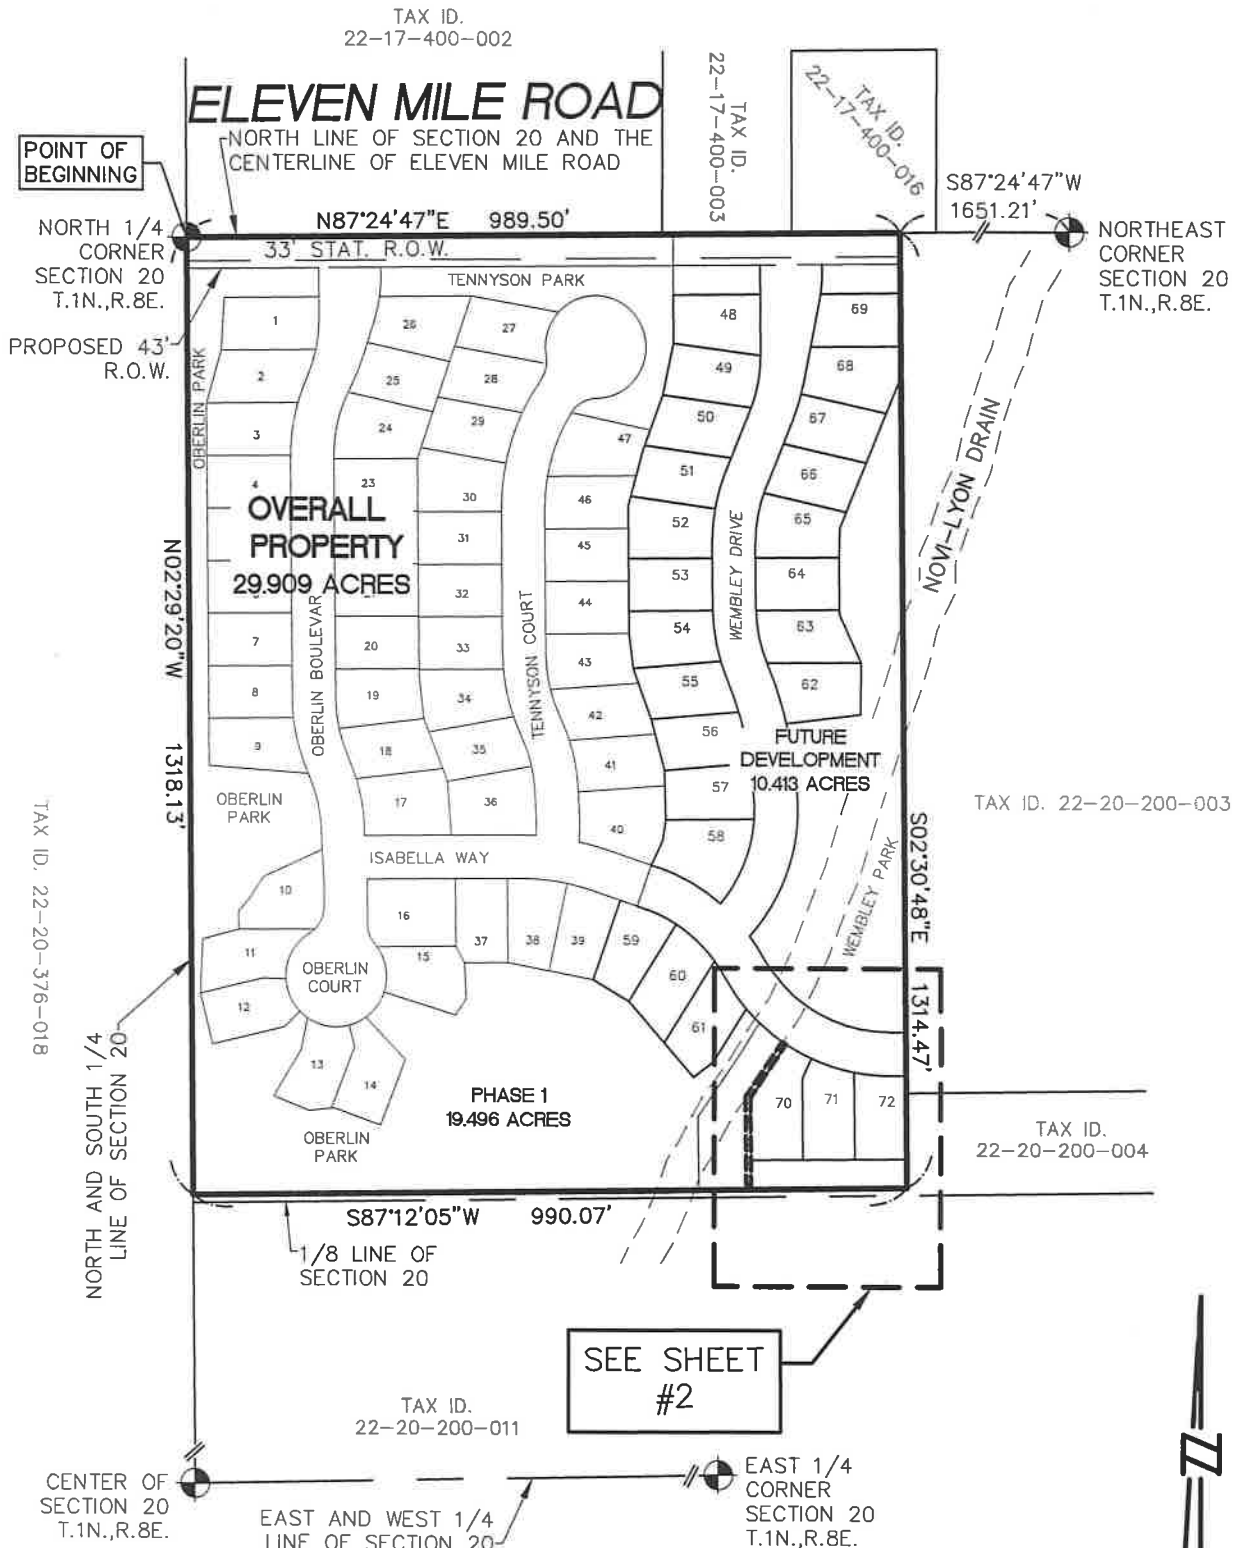 TAX ID.
22-17-400-002
ELEVEN MILE ROAD
NORTH LINE OF SECTION 20 AND THE
CENTERLINE OF ELEVEN MILE ROAD
TAX ID.
22-17-400-003
TAX ID.
22-17-400-016
POINT OF
BEGINNING
S87°24'47"W
1651.21'
N87°24'47"E 989.50'
NORTH 1/4
CORNER
SECTION 20
T.1N.,R.8E.
NORTHEAST
CORNER
SECTION 20
T.1N.,R.8E.
33' STAT. R.O.W.
TENNYSON PARK
PROPOSED 43'
R.O.W.
OBERLIN PARK
1
2
3
4
OVERALL
PROPERTY
29.909 ACRES
7
8
9
26
25
24
23
20
19
18
17
27
28
29
30
31
32
33
34
35
36
47
46
45
44
43
42
41
40
48
49
50
51
52
53
54
55
56
57
58
69
68
67
66
65
64
63
62
OBERLIN BOULEVAR
TENNYSON COURT
WEMBLEY DRIVE
NOVI-LYON DRAIN
N02°29'20"W 1318.13'
FUTURE
DEVELOPMENT
10.413 ACRES
OBERLIN
PARK
ISABELLA WAY
TAX ID. 22-20-376-018
TAX ID. 22-20-200-003
S02°30'48"E 1314.47'
WEMBLEY PARK
10
11
12
13
14
15
16
37
38
39
59
60
61
OBERLIN
COURT
NORTH AND SOUTH 1/4
LINE OF SECTION 20
PHASE 1
19.496 ACRES
OBERLIN
PARK
70
71
72
TAX ID.
22-20-200-004
S87°12'05"W 990.07'
1/8 LINE OF
SECTION 20
SEE SHEET
#2
TAX ID.
22-20-200-011
CENTER OF
SECTION 20
T.1N.,R.8E.
EAST AND WEST 1/4
LINE OF SECTION 20
EAST 1/4
CORNER
SECTION 20
T.1N.,R.8E.